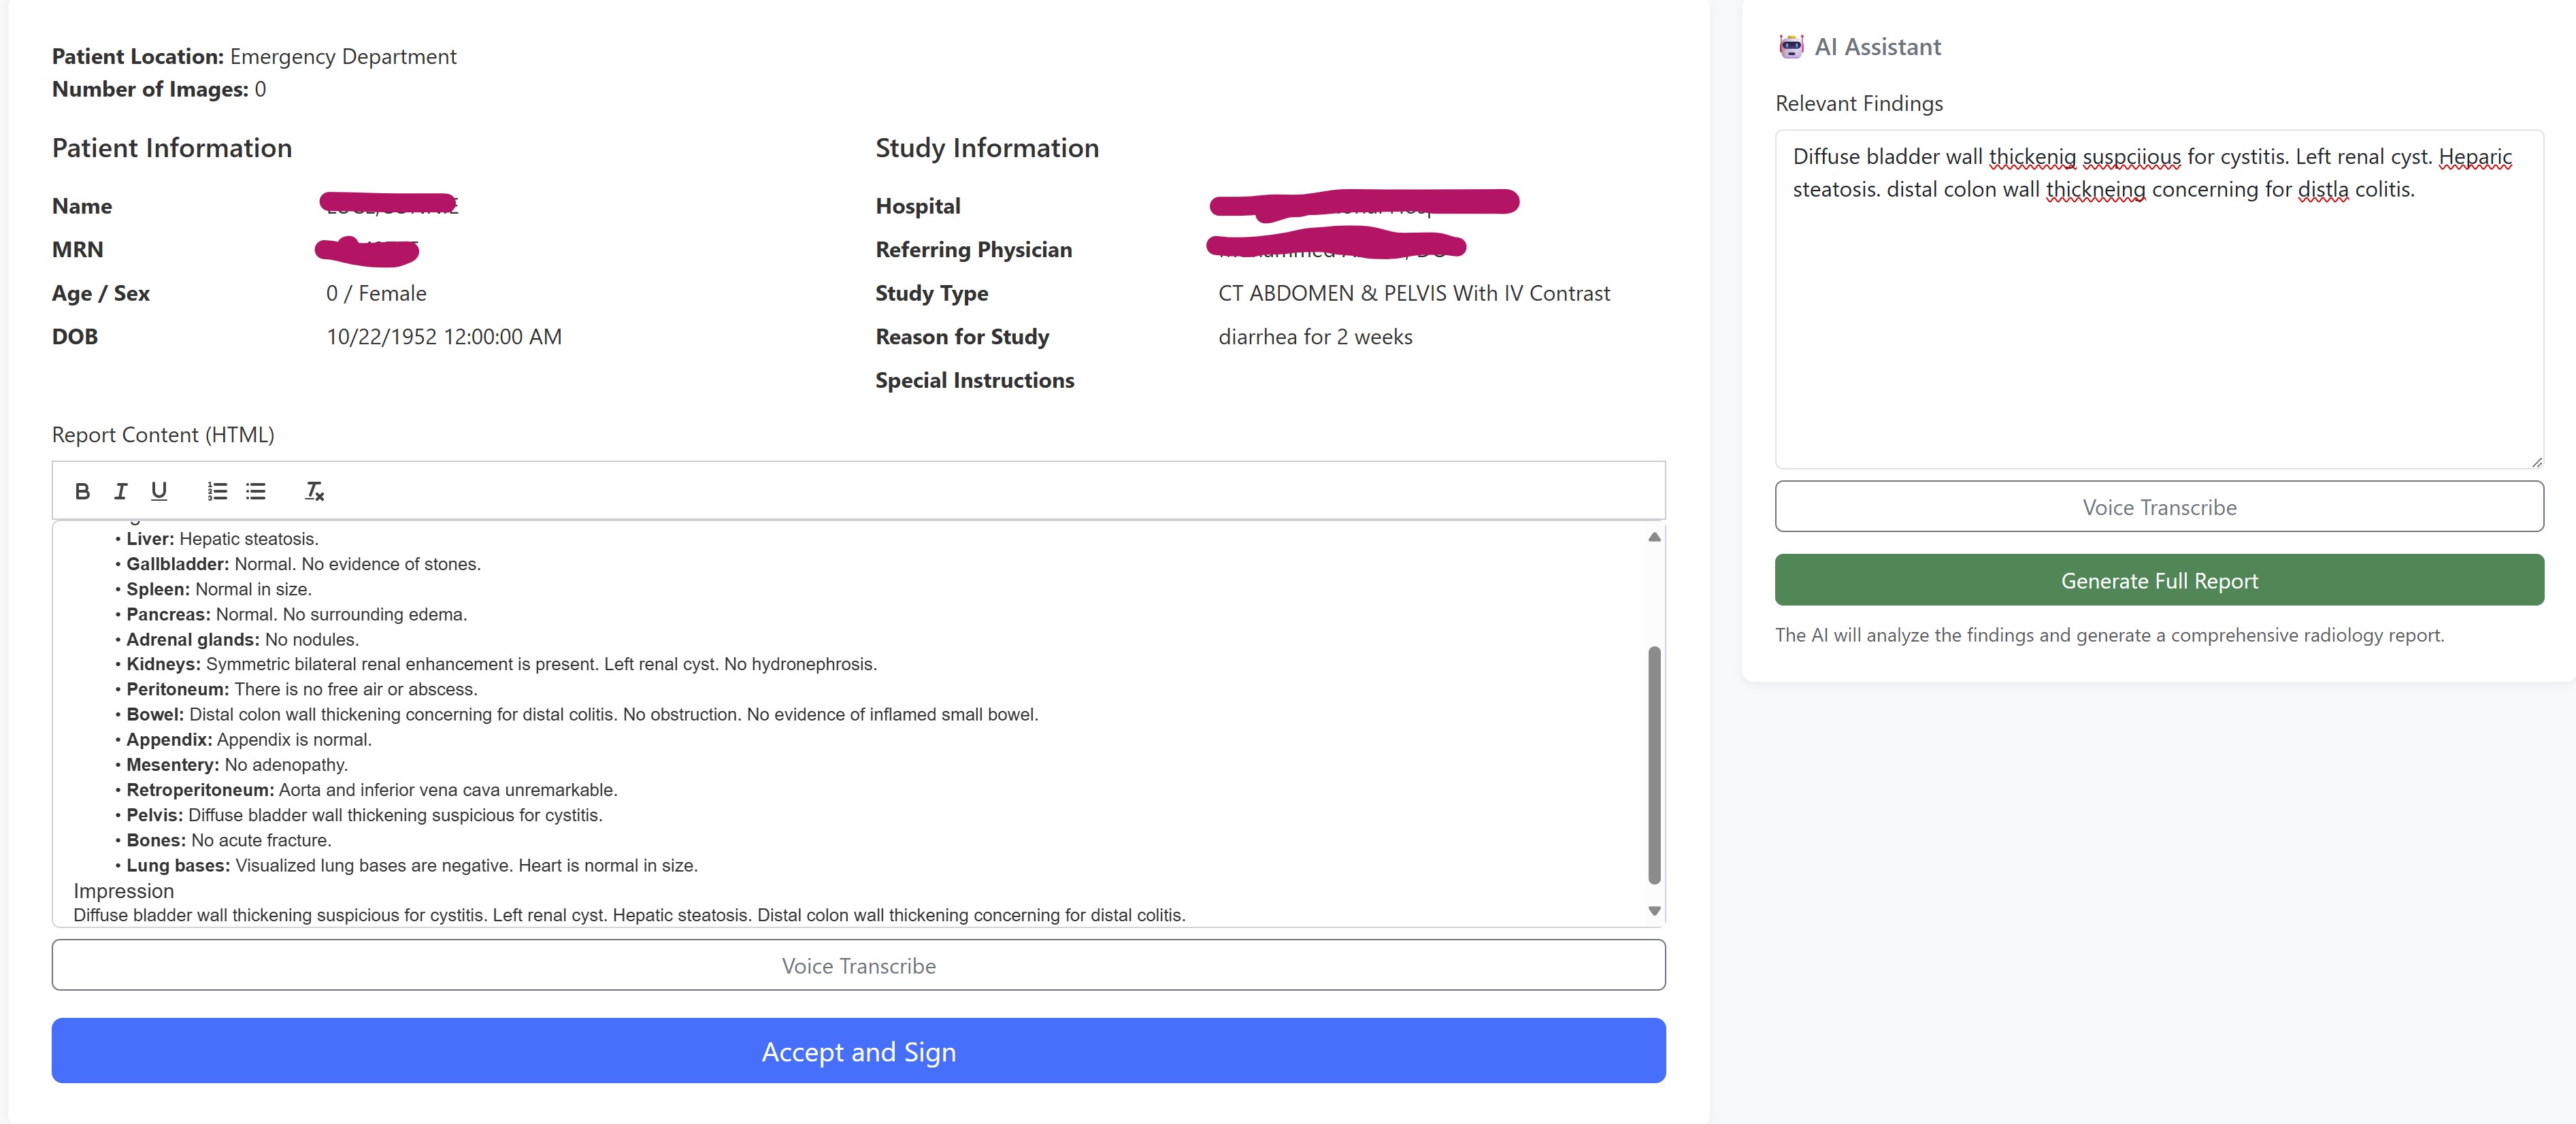 Patient Location: Emergency Department
Number of Images: 0
Patient Information
Name
MRN
Age / Sex 0 / Female
DOB 10/22/1952 12:00:00 AM
Study Information
Hospital
Referring Physician
Study Type CT ABDOMEN & PELVIS With IV Contrast
Reason for Study diarrhea for 2 weeks
Special Instructions
Report Content (HTML)
B I U
• Liver: Hepatic steatosis.
• Gallbladder: Normal. No evidence of stones.
• Spleen: Normal in size.
• Pancreas: Normal. No surrounding edema.
• Adrenal glands: No nodules.
• Kidneys: Symmetric bilateral renal enhancement is present. Left renal cyst. No hydronephrosis.
• Peritoneum: There is no free air or abscess.
• Bowel: Distal colon wall thickening concerning for distal colitis. No obstruction. No evidence of inflamed small bowel.
• Appendix: Appendix is normal.
• Mesentery: No adenopathy.
• Retroperitoneum: Aorta and inferior vena cava unremarkable.
• Pelvis: Diffuse bladder wall thickening suspicious for cystitis.
• Bones: No acute fracture.
• Lung bases: Visualized lung bases are negative. Heart is normal in size.
Impression
Diffuse bladder wall thickening suspicious for cystitis. Left renal cyst. Hepatic steatosis. Distal colon wall thickening concerning for distal colitis.
Voice Transcribe
Accept and Sign
AI Assistant
Relevant Findings
Diffuse bladder wall thickenig suspciious for cystitis. Left renal cyst. Heparic
steatosis. distal colon wall thickneing concerning for distla colitis.
Voice Transcribe
Generate Full Report
The AI will analyze the findings and generate a comprehensive radiology report.